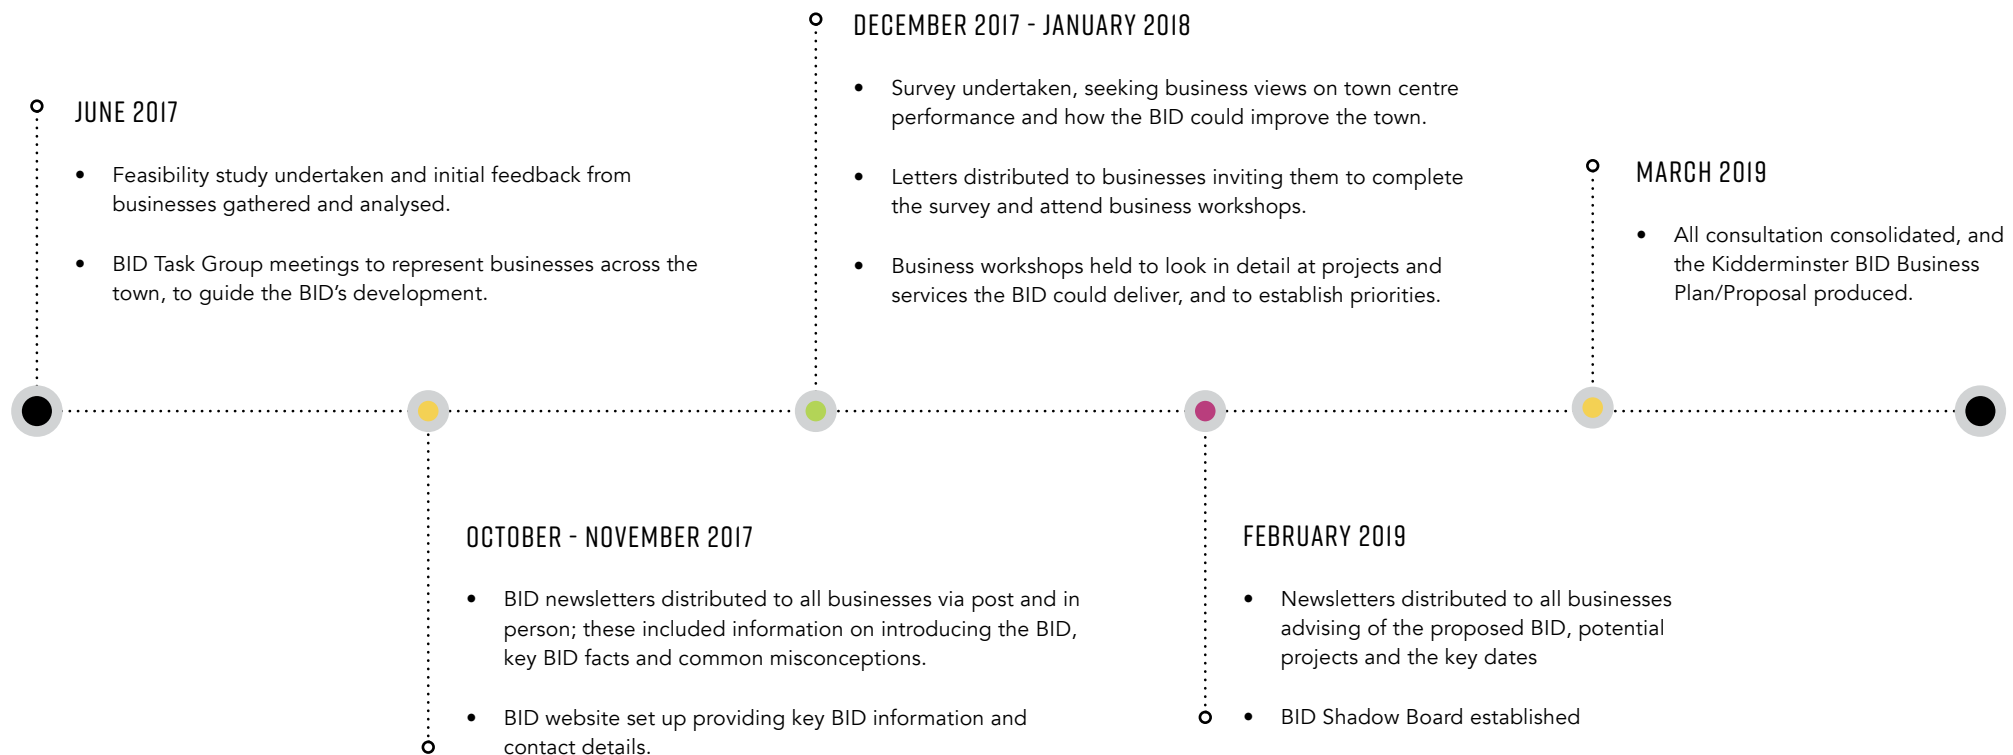 JUNE 2017
• Feasibility study undertaken and initial feedback from
businesses gathered and analysed.
• BID Task Group meetings to represent businesses across the
town, to guide the BID’s development.
OCTOBER - NOVEMBER 2017
• BID newsletters distributed to all businesses via post and in
person; these included information on introducing the BID,
key BID facts and common misconceptions.
• BID website set up providing key BID information and
contact details.
DECEMBER 2017 - JANUARY 2018
• Survey undertaken, seeking business views on town centre
performance and how the BID could improve the town.
• Letters distributed to businesses inviting them to complete
the survey and attend business workshops.
• Business workshops held to look in detail at projects and
services the BID could deliver, and to establish priorities.
FEBRUARY 2019
• Newsletters distributed to all businesses
advising of the proposed BID, potential
projects and the key dates
• BID Shadow Board established
MARCH 2019
• All consultation consolidated, and
the Kidderminster BID Business
Plan/Proposal produced.